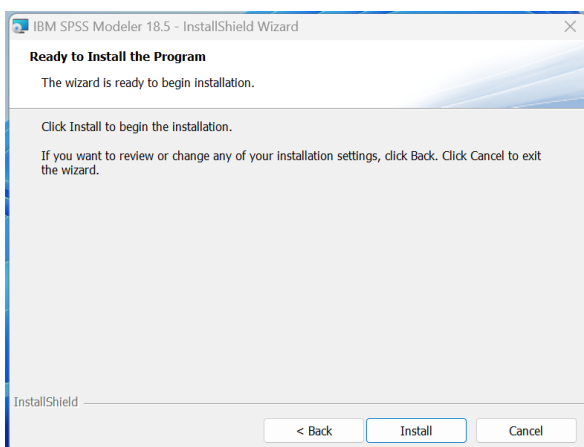 IBM SPSS Modeler 18.5 - InstallShield Wizard
Ready to Install the Program
The wizard is ready to begin installation.
Click Install to begin the installation.
If you want to review or change any of your installation settings, click Back. Click Cancel to exit
the wizard.
InstallShield
< Back Install Cancel